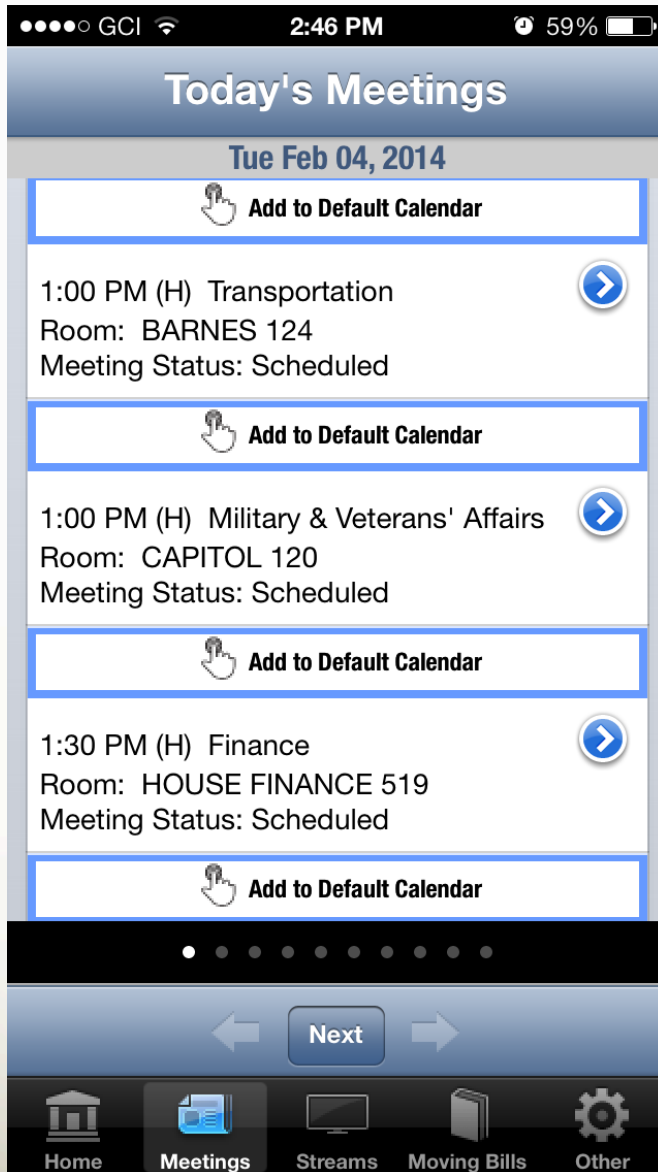 GCI 2:46 PM 59%
Today's Meetings
Tue Feb 04, 2014
Add to Default Calendar
1:00 PM (H) Transportation
Room: BARNES 124
Meeting Status: Scheduled
Add to Default Calendar
1:00 PM (H) Military & Veterans' Affairs
Room: CAPITOL 120
Meeting Status: Scheduled
Add to Default Calendar
1:30 PM (H) Finance
Room: HOUSE FINANCE 519
Meeting Status: Scheduled
Add to Default Calendar
Next
Home Meetings Streams Moving Bills Other